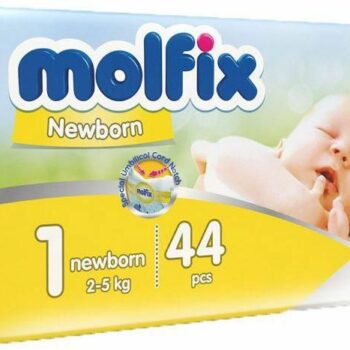 molfix
Newborn
Special Umbilical Cord Notch
molfix
1 newborn
2-5 kg
44
pcs